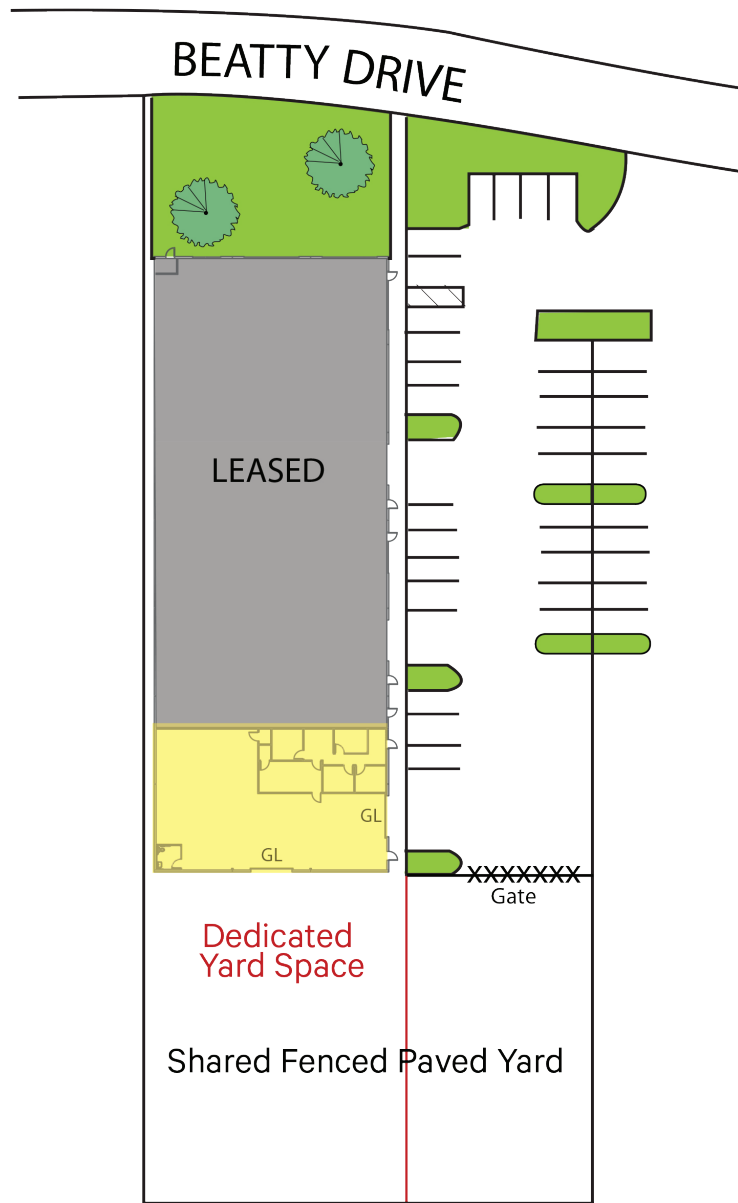 BEATTY DRIVE
LEASED
GL
GL
XXXXXXX
Gate
Dedicated
Yard Space
Shared Fenced Paved Yard